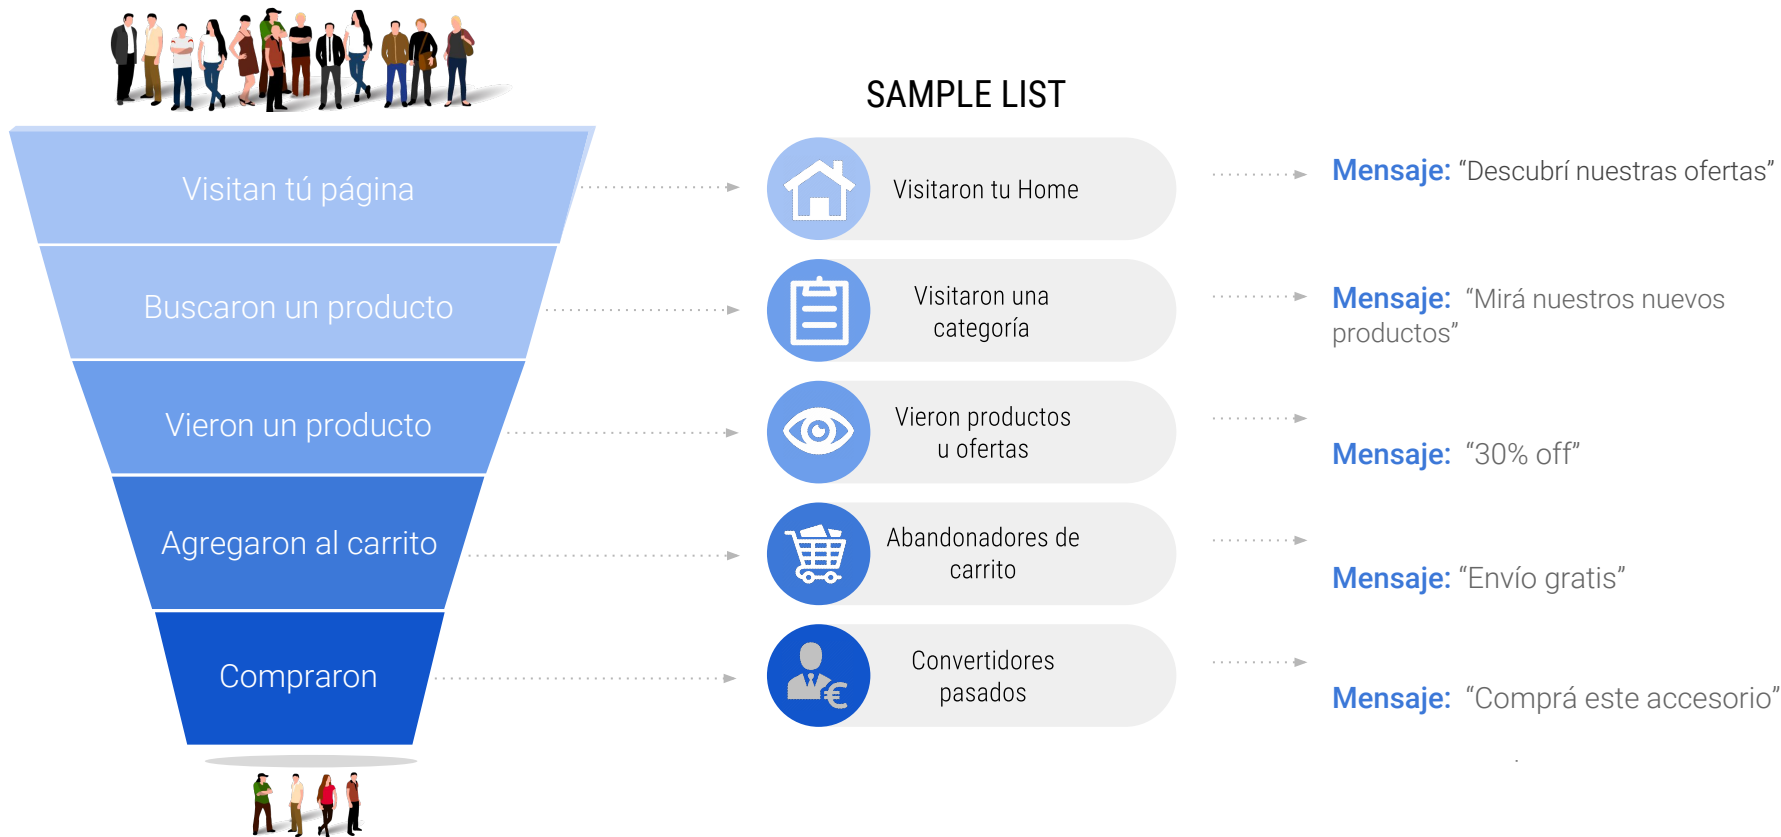 SAMPLE LIST
Visitan tú página
Visitaron tu Home
Mensaje: “Descubrí nuestras ofertas”
Buscaron un producto
Visitaron una
categoría
Mensaje: “Mirá nuestros nuevos
productos”
Vieron un producto
Vieron productos
u ofertas
Mensaje: “30% off”
Agregaron al carrito
Abandonadores de
carrito
Mensaje: “Envío gratis”
Compraron
Convertidores
pasados
€
Mensaje: “Comprá este accesorio”